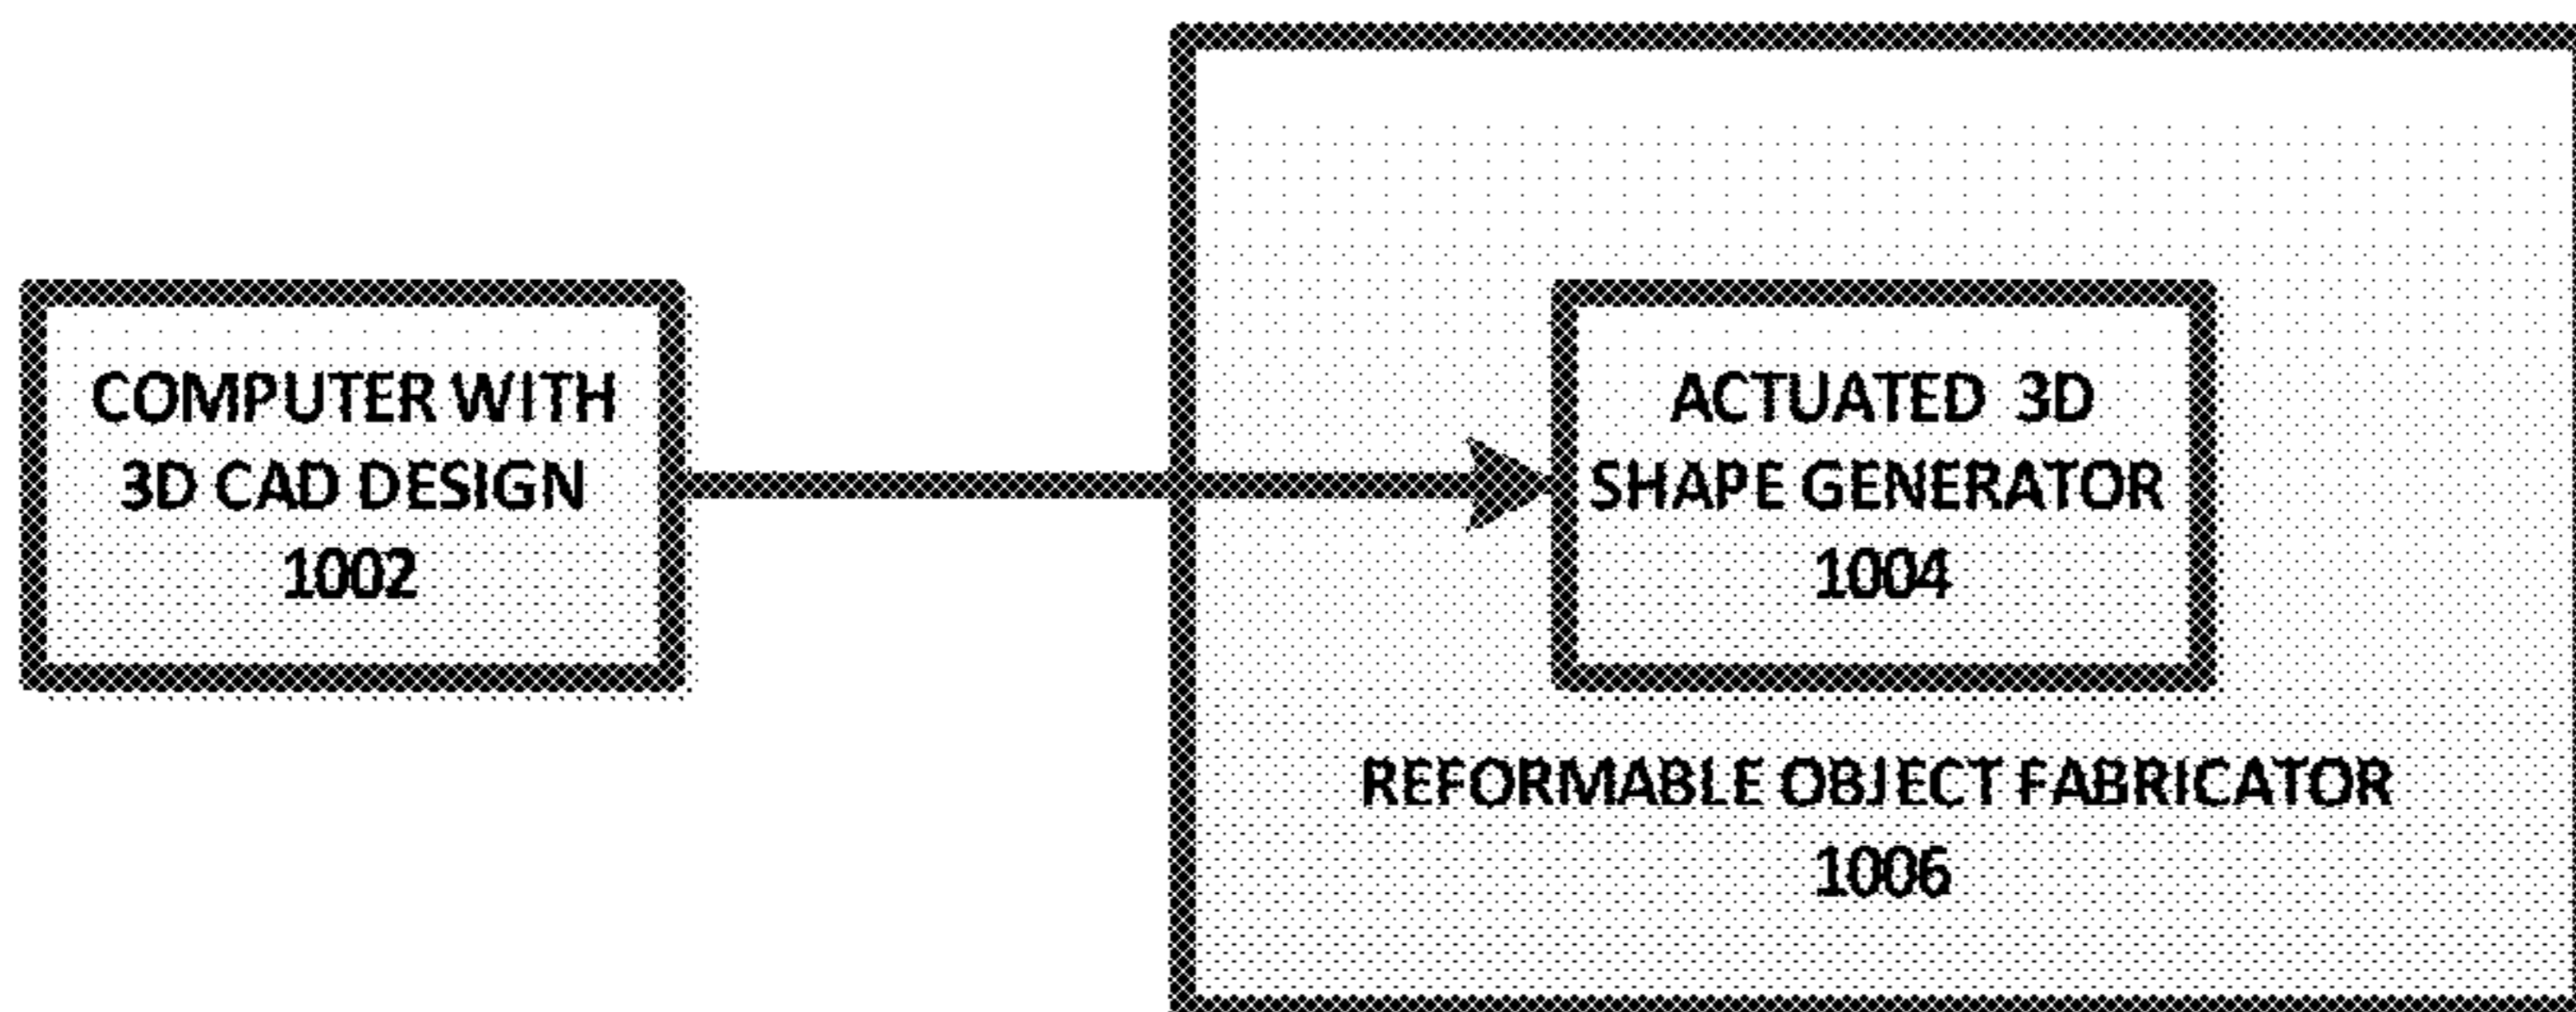 COMPUTER WITH
3D CAD DESIGN
1002
ACTUATED 3D
SHAPE GENERATOR
1004
REFORMABLE OBJECT FABRICATOR
1006